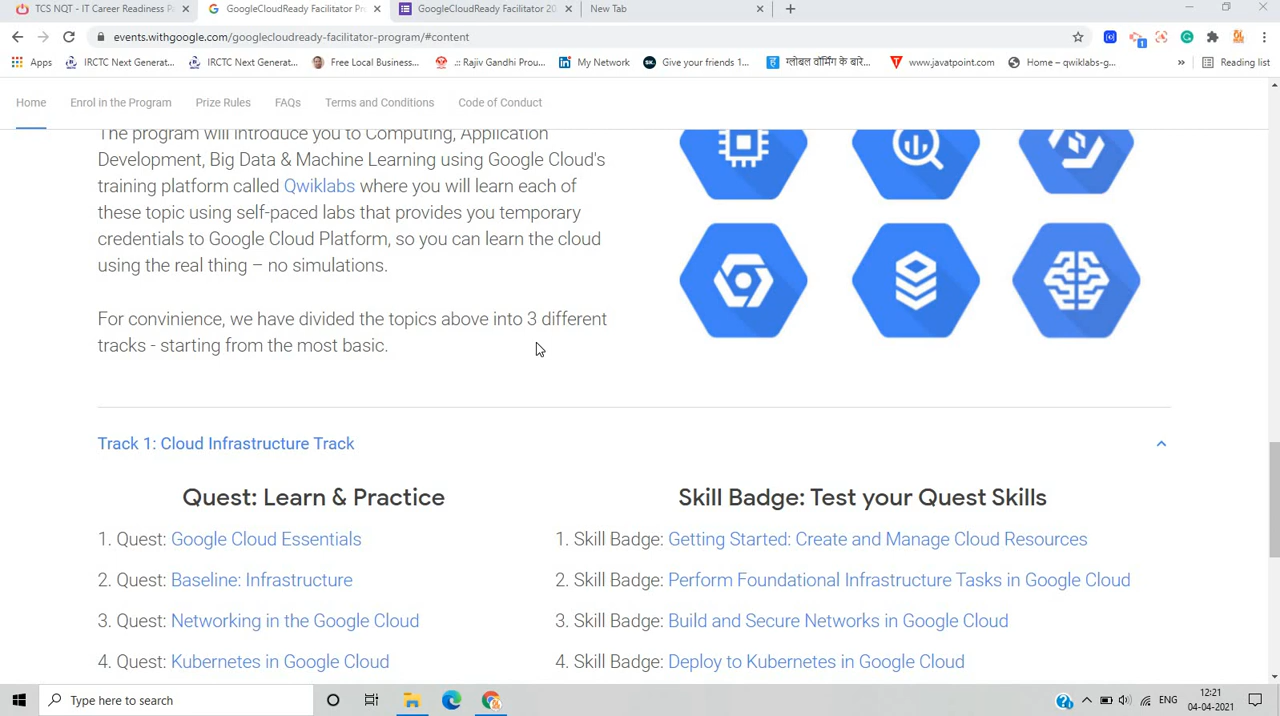 TCS NQT - IT Career Readiness P
GoogleCloudReady Facilitator Pr
GoogleCloudReady Facilitator 20
New Tab
events.withgoogle.com/googlecloudready-facilitator-program/#content
Apps
IRCTC Next Generat...
IRCTC Next Generat...
Free Local Business...
.: Rajiv Gandhi Prou...
My Network
Give your friends 1...
ग्लोबल वॉर्मिंग के बारे...
www.javatpoint.com
Home – qwiklabs-g...
»
Reading list
Home
Enrol in the Program
Prize Rules
FAQs
Terms and Conditions
Code of Conduct
The program will introduce you to Computing, Application
Development, Big Data & Machine Learning using Google Cloud's
training platform called Qwiklabs where you will learn each of
these topic using self-paced labs that provides you temporary
credentials to Google Cloud Platform, so you can learn the cloud
using the real thing – no simulations.
For convinience, we have divided the topics above into 3 different
tracks - starting from the most basic.
Track 1: Cloud Infrastructure Track
Quest: Learn & Practice
1. Quest: Google Cloud Essentials
2. Quest: Baseline: Infrastructure
3. Quest: Networking in the Google Cloud
4. Quest: Kubernetes in Google Cloud
Skill Badge: Test your Quest Skills
1. Skill Badge: Getting Started: Create and Manage Cloud Resources
2. Skill Badge: Perform Foundational Infrastructure Tasks in Google Cloud
3. Skill Badge: Build and Secure Networks in Google Cloud
4. Skill Badge: Deploy to Kubernetes in Google Cloud
Type here to search
ENG
12:21
04-04-2021